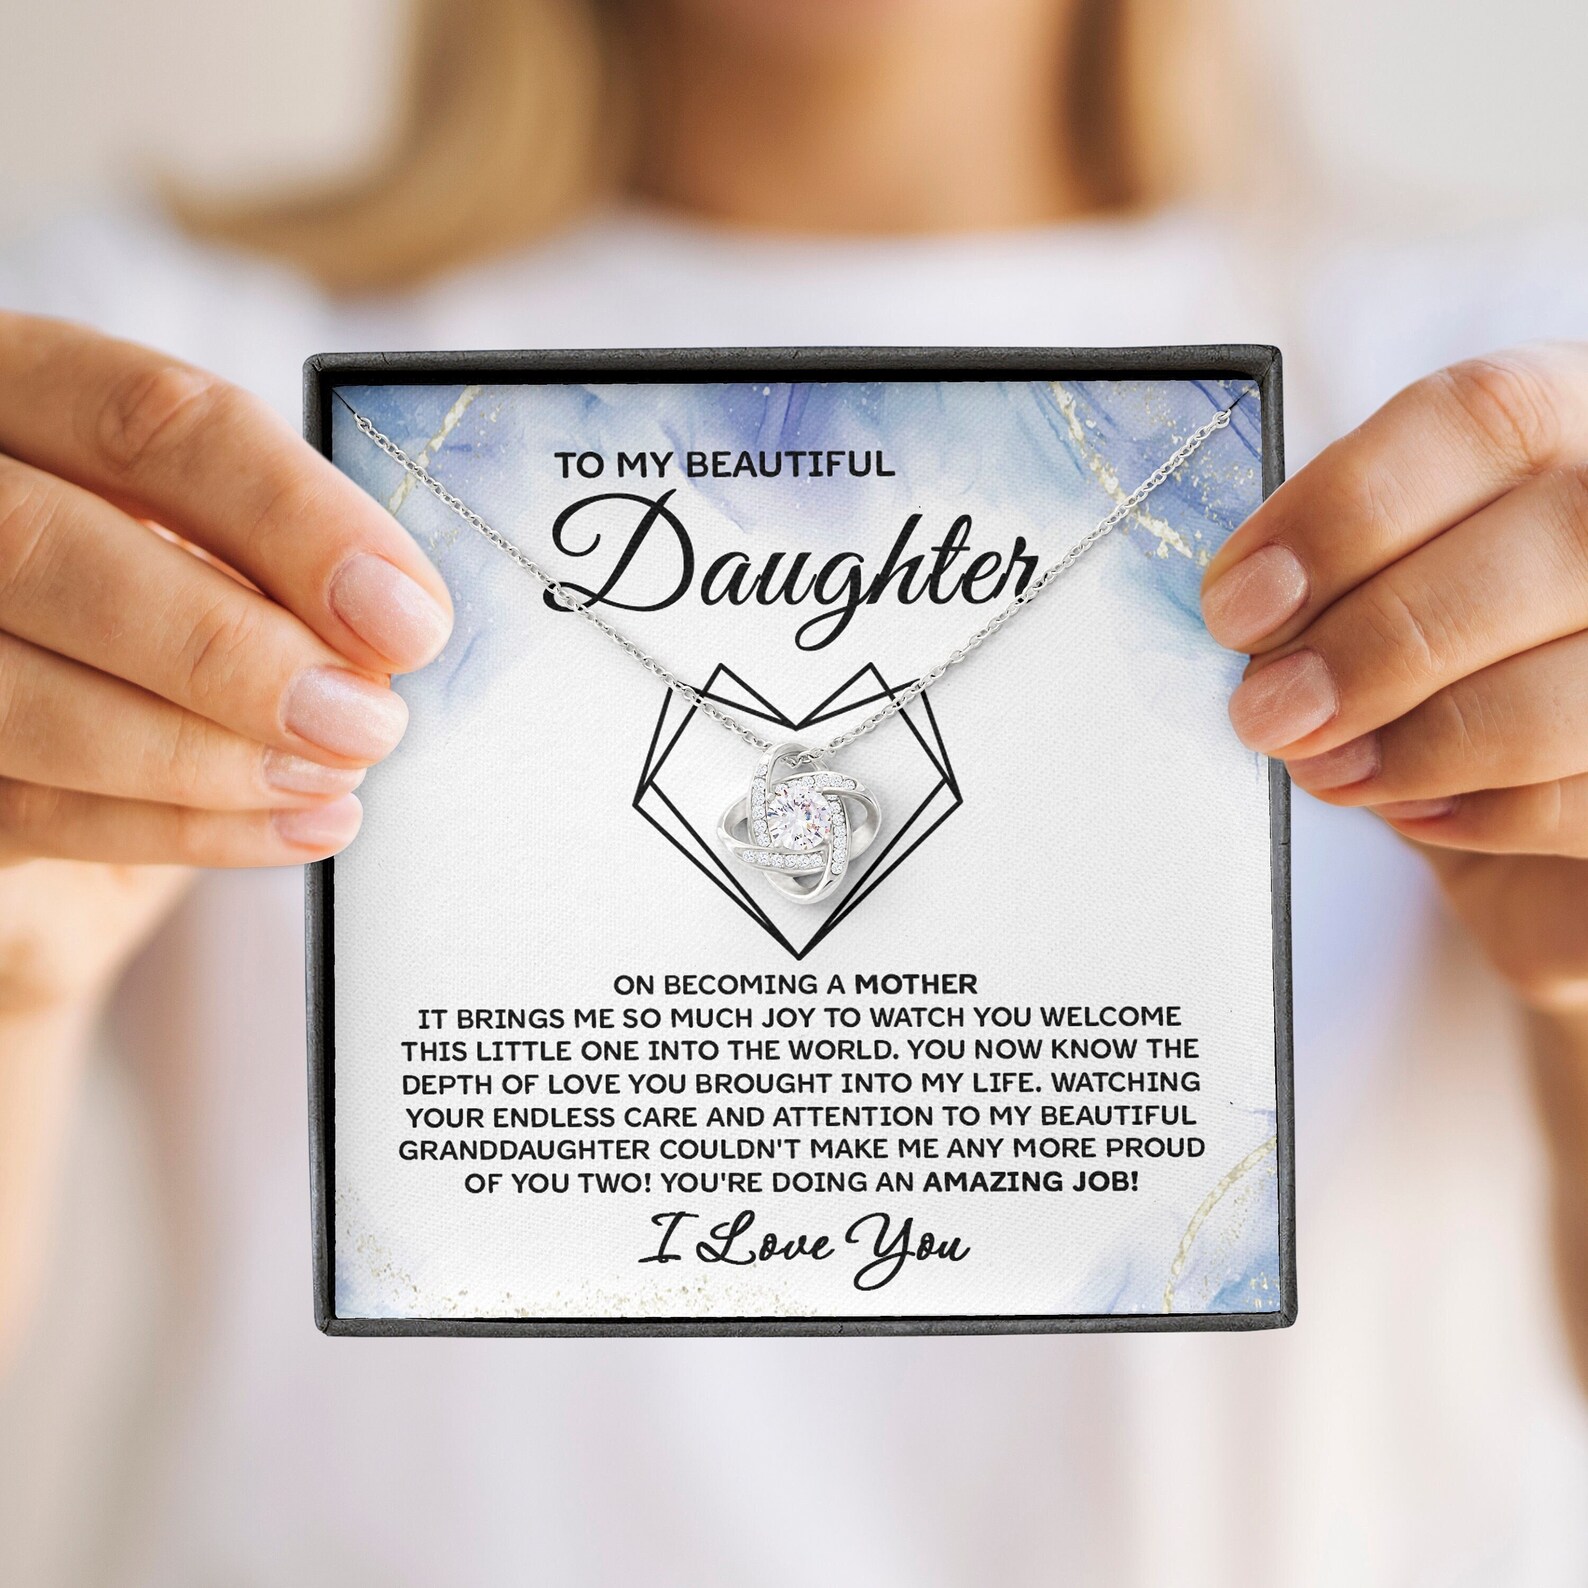 TO MY BEAUTIFUL
Daughter
ON BECOMING A MOTHER
IT BRINGS ME SO MUCH JOY TO WATCH YOU WELCOME
THIS LITTLE ONE INTO THE WORLD. YOU NOW KNOW THE
DEPTH OF LOVE YOU BROUGHT INTO MY LIFE. WATCHING
YOUR ENDLESS CARE AND ATTENTION TO MY BEAUTIFUL
GRANDDAUGHTER COULDN'T MAKE ME ANY MORE PROUD
OF YOU TWO! YOU'RE DOING AN AMAZING JOB!
I Love You